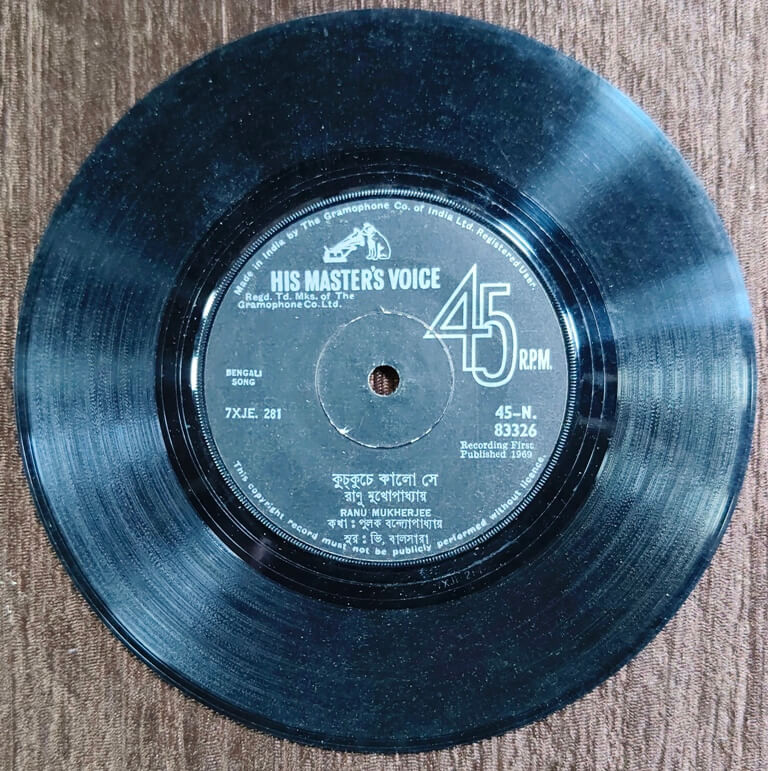 Made in India by The Gramophone Co. of India Ltd. Registered User.
HIS MASTER'S VOICE
Regd. Td. Mks. of The
Gramophone Co. Ltd.
45 R.P.M.
BENGALI
SONG
7XJE. 281
45-N.
83326
Recording First
Published 1969
কুচকুচে কালো সে
রাণু মুখোপাধ্যায়
RANU MUKHERJEE
কথা : পুলক বন্দ্যোপাধ্যায়
সুর : ভি. বালসারা
This copyright record must not be publicly performed without licence.